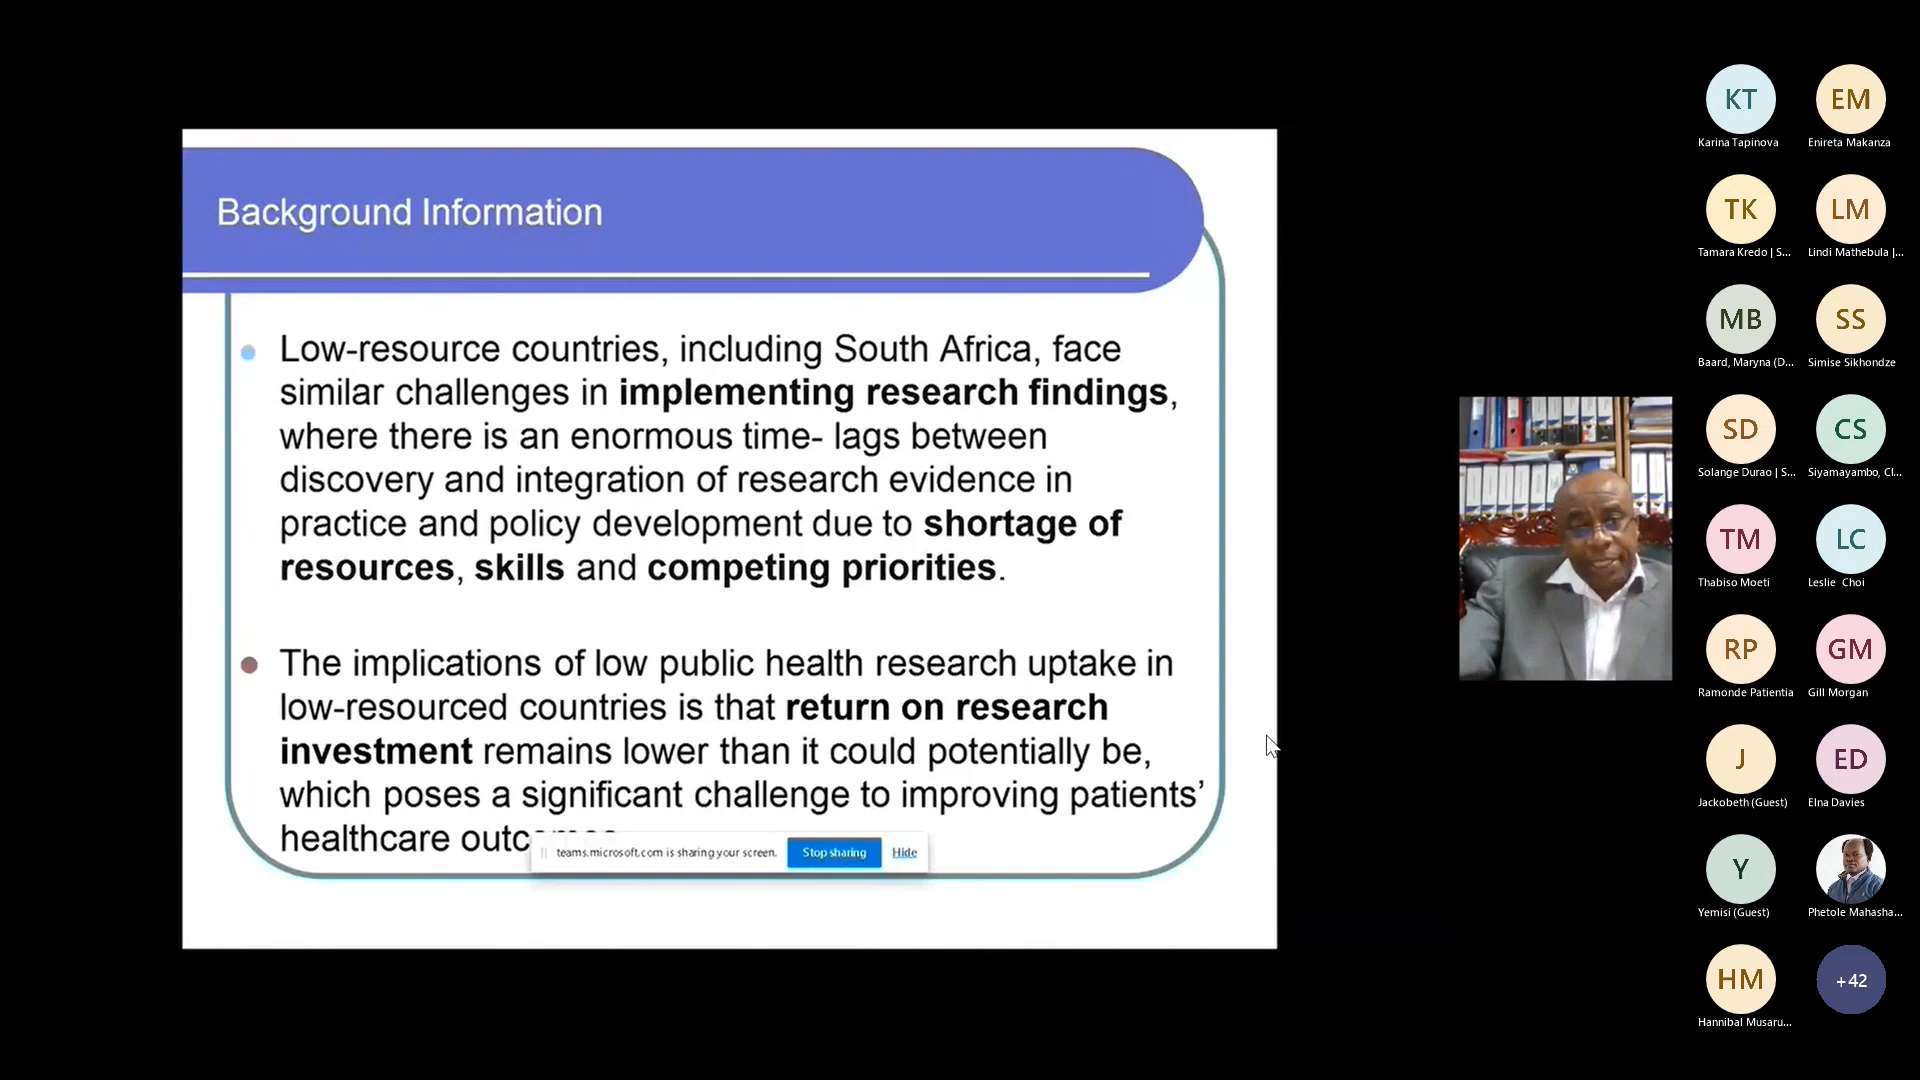 Background Information
Low-resource countries, including South Africa, face
similar challenges in implementing research findings,
where there is an enormous time- lags between
discovery and integration of research evidence in
practice and policy development due to shortage of
resources, skills and competing priorities.
The implications of low public health research uptake in
low-resourced countries is that return on research
investment remains lower than it could potentially be,
which poses a significant challenge to improving patients’
healthcare
teams.microsoft.com is sharing your screen.
Stop sharing
Hide
KT
Karina Tapinova
EM
Enireta Makanza
TK
Tamara Kredo | S...
LM
Lindi Mathebula |...
MB
Baard, Maryna (D...
SS
Simise Sikhondze
SD
Solange Durao | S...
CS
Siyamayambo, Cl...
TM
Thabiso Moeti
LC
Leslie Choi
RP
Ramonde Patientia
GM
Gill Morgan
J
Jackobeth (Guest)
ED
Elna Davies
Y
Yemisi (Guest)
Phetole Mahasha...
HM
Hannibal Musaru...
+42